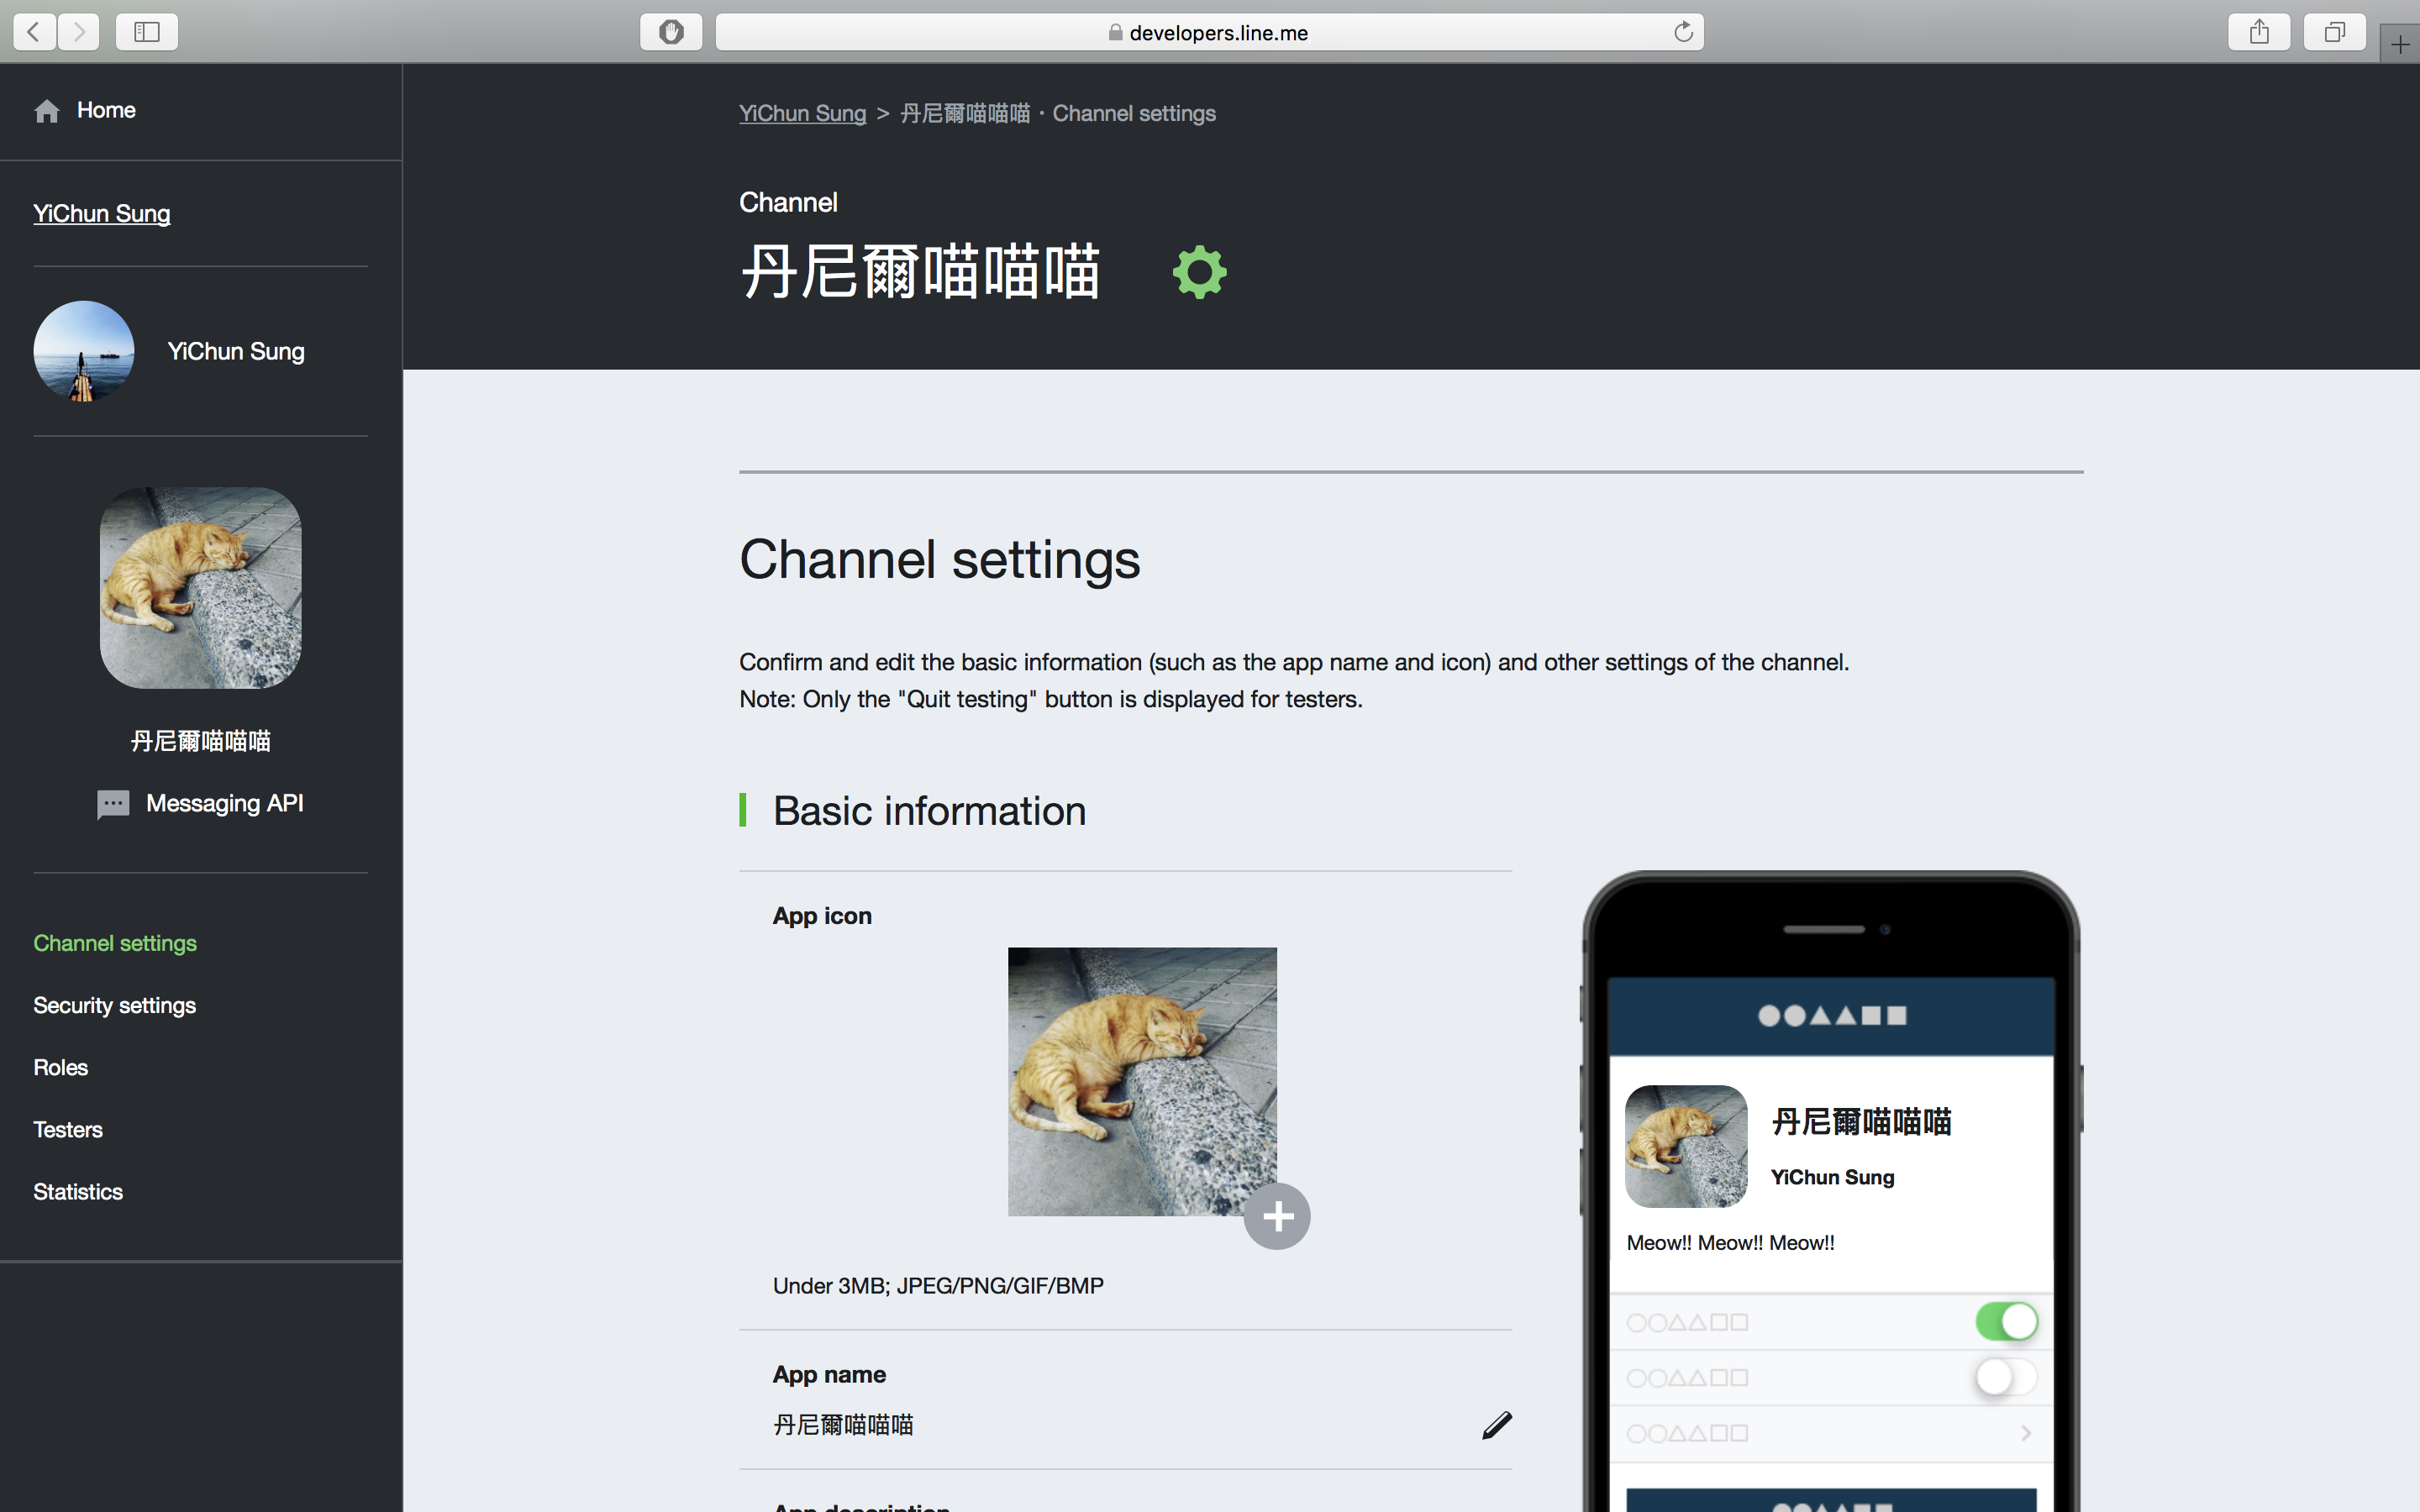 developers.line.me
Home
YiChun Sung
YiChun Sung
丹尼爾喵喵喵
Messaging API
Channel settings
Security settings
Roles
Testers
Statistics
YiChun Sung > 丹尼爾喵喵喵・Channel settings
Channel
丹尼爾喵喵喵
Channel settings
Confirm and edit the basic information (such as the app name and icon) and other settings of the channel.
Note: Only the "Quit testing" button is displayed for testers.
Basic information
App icon
Under 3MB; JPEG/PNG/GIF/BMP
App name
丹尼爾喵喵喵
App description
丹尼爾喵喵喵
YiChun Sung
Meow!! Meow!! Meow!!